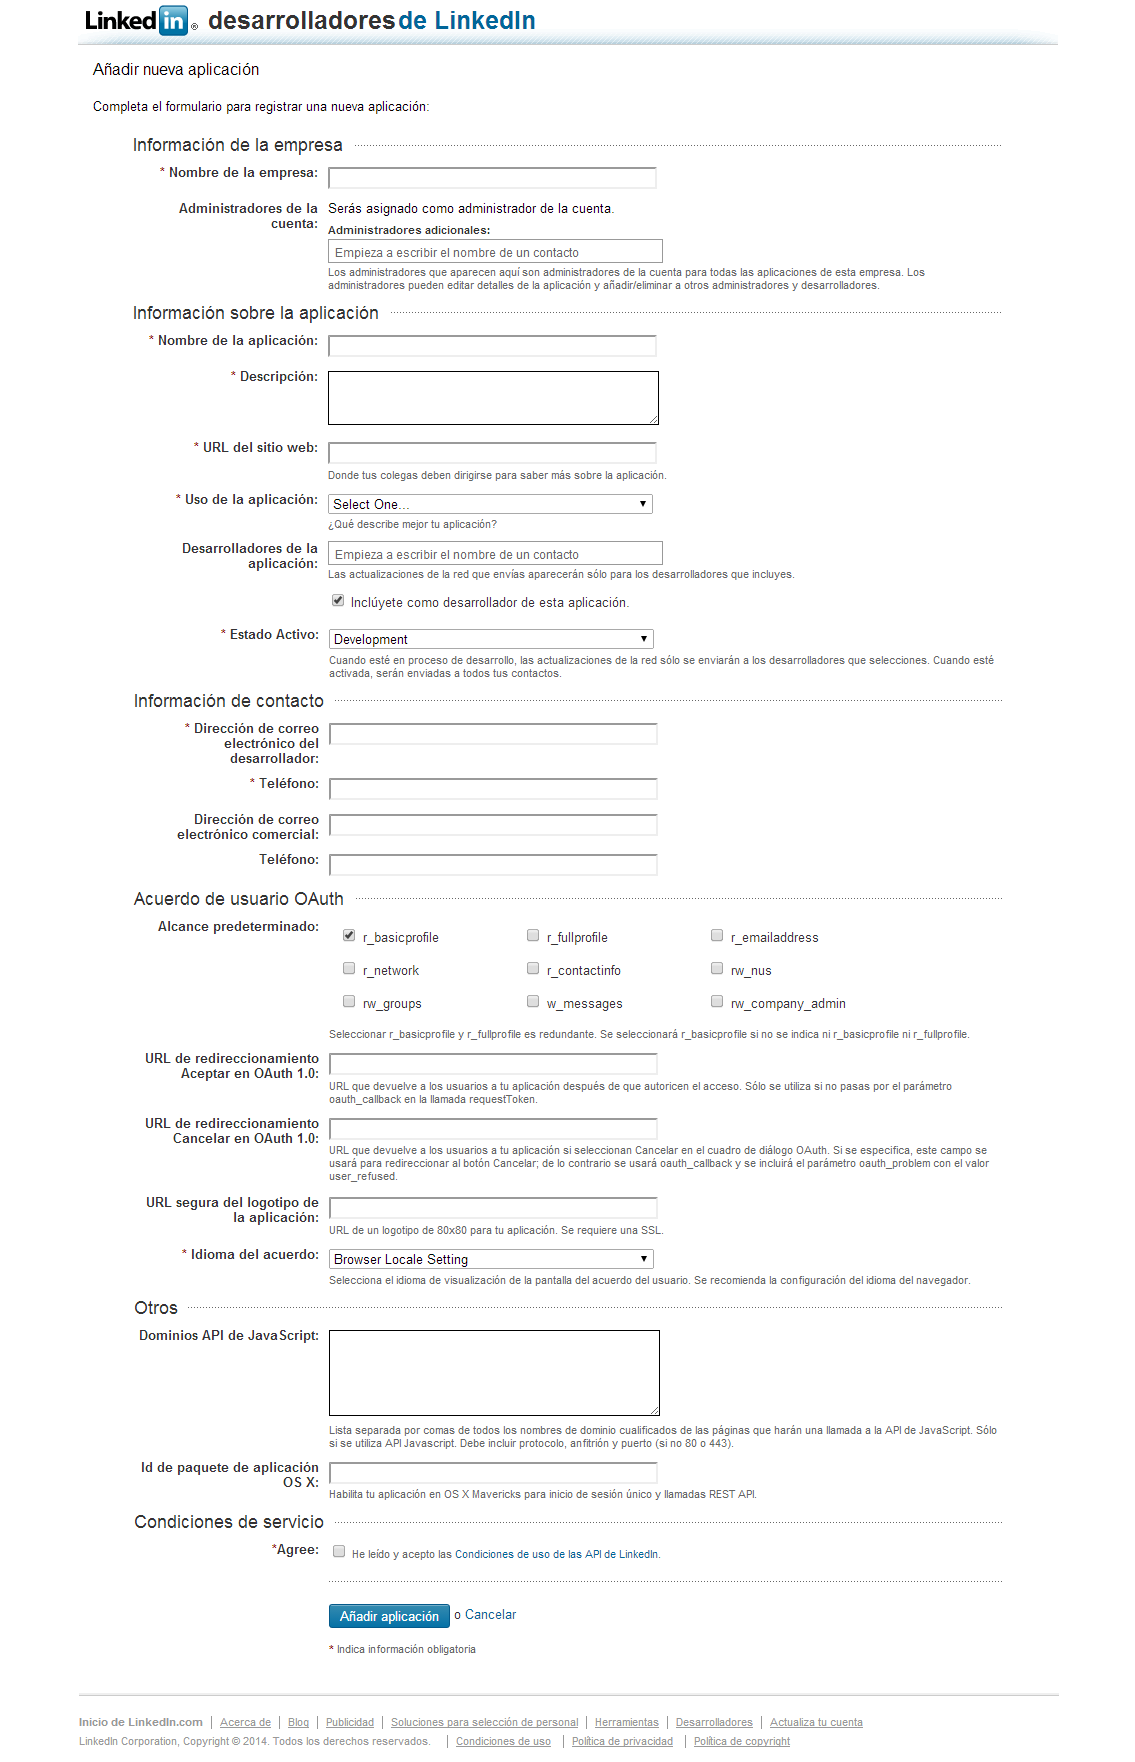 Linked in ® desarrolladores de LinkedIn
Añadir nueva aplicación
Completa el formulario para registrar una nueva aplicación:
Información de la empresa
* Nombre de la empresa:
Administradores de la cuenta:
Serás asignado como administrador de la cuenta.
Administradores adicionales:
Empieza a escribir el nombre de un contacto
Los administradores que aparecen aquí son administradores de la cuenta para todas las aplicaciones de esta empresa. Los
administradores pueden editar detalles de la aplicación y añadir/eliminar a otros administradores y desarrolladores.
Información sobre la aplicación
* Nombre de la aplicación:
* Descripción:
* URL del sitio web:
Donde tus colegas deben dirigirse para saber más sobre la aplicación.
* Uso de la aplicación:
Select One...
¿Qué describe mejor tu aplicación?
Desarrolladores de la
aplicación:
Empieza a escribir el nombre de un contacto
Las actualizaciones de la red que envías aparecerán sólo para los desarrolladores que incluyes.
Inclúyete como desarrollador de esta aplicación.
* Estado Activo:
Development
Cuando esté en proceso de desarrollo, las actualizaciones de la red sólo se enviarán a los desarrolladores que selecciones. Cuando esté
activada, serán enviadas a todos tus contactos.
Información de contacto
* Dirección de correo
electrónico del
desarrollador:
* Teléfono:
Dirección de correo
electrónico comercial:
Teléfono:
Acuerdo de usuario OAuth
Alcance predeterminado:
r_basicprofile r_fullprofile r_emailaddress
r_network r_contactinfo rw_nus
rw_groups w_messages rw_company_admin
Seleccionar r_basicprofile y r_fullprofile es redundante. Se seleccionará r_basicprofile si no se indica ni r_basicprofile ni r_fullprofile.
URL de redireccionamiento
Aceptar en OAuth 1.0:
URL que devuelve a los usuarios a tu aplicación después de que autoricen el acceso. Sólo se utiliza si no pasas por el parámetro
oauth_callback en la llamada requestToken.
URL de redireccionamiento
Cancelar en OAuth 1.0:
URL que devuelve a los usuarios a tu aplicación si seleccionan Cancelar en el cuadro de diálogo OAuth. Si se especifica, este campo se
usará para redireccionar al botón Cancelar; de lo contrario se usará oauth_callback y se incluirá el parámetro oauth_problem con el valor
user_refused.
URL segura del logotipo de
la aplicación:
URL de un logotipo de 80x80 para tu aplicación. Se requiere una SSL.
* Idioma del acuerdo:
Browser Locale Setting
Selecciona el idioma de visualización de la pantalla del acuerdo del usuario. Se recomienda la configuración del idioma del navegador.
Otros
Dominios API de JavaScript:
Lista separada por comas de todos los nombres de dominio cualificados de las páginas que harán una llamada a la API de JavaScript. Sólo
si se utiliza API Javascript. Debe incluir protocolo, anfitrión y puerto (si no 80 o 443).
Id de paquete de aplicación
OS X:
Habilita tu aplicación en OS X Mavericks para inicio de sesión único y llamadas REST API.
Condiciones de servicio
*Agree:
He leído y acepto las Condiciones de uso de las API de LinkedIn.
Añadir aplicación o Cancelar
* Indica información obligatoria
Inicio de LinkedIn.com | Acerca de | Blog | Publicidad | Soluciones para selección de personal | Herramientas | Desarrolladores | Actualiza tu cuenta
LinkedIn Corporation, Copyright © 2014. Todos los derechos reservados. | Condiciones de uso | Política de privacidad | Política de copyright